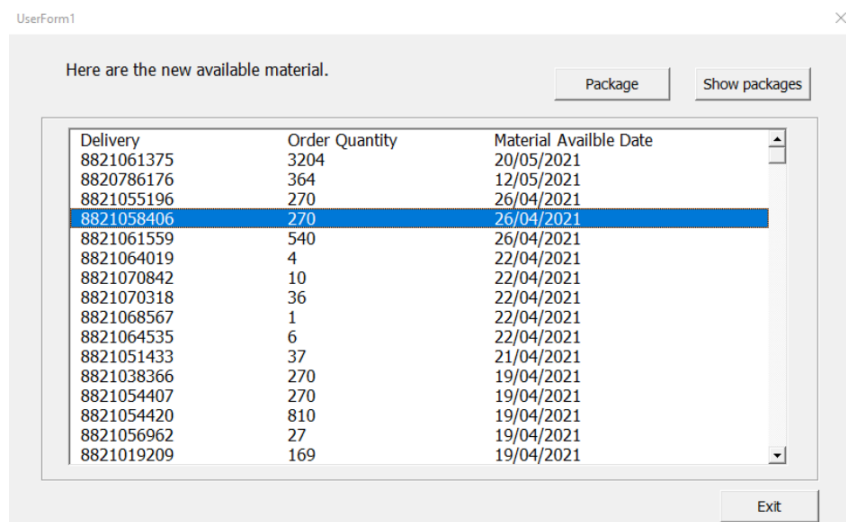 UserForm1
Here are the new available material.
Package Show packages
Delivery Order Quantity Material Availble Date
8821061375 3204 20/05/2021
8820786176 364 12/05/2021
8821055196 270 26/04/2021
8821058406 270 26/04/2021
8821061559 540 26/04/2021
8821064019 4 22/04/2021
8821070842 10 22/04/2021
8821070318 36 22/04/2021
8821068567 1 22/04/2021
8821064535 6 22/04/2021
8821051433 37 21/04/2021
8821038366 270 19/04/2021
8821054407 270 19/04/2021
8821054420 810 19/04/2021
8821056962 27 19/04/2021
8821019209 169 19/04/2021
Exit